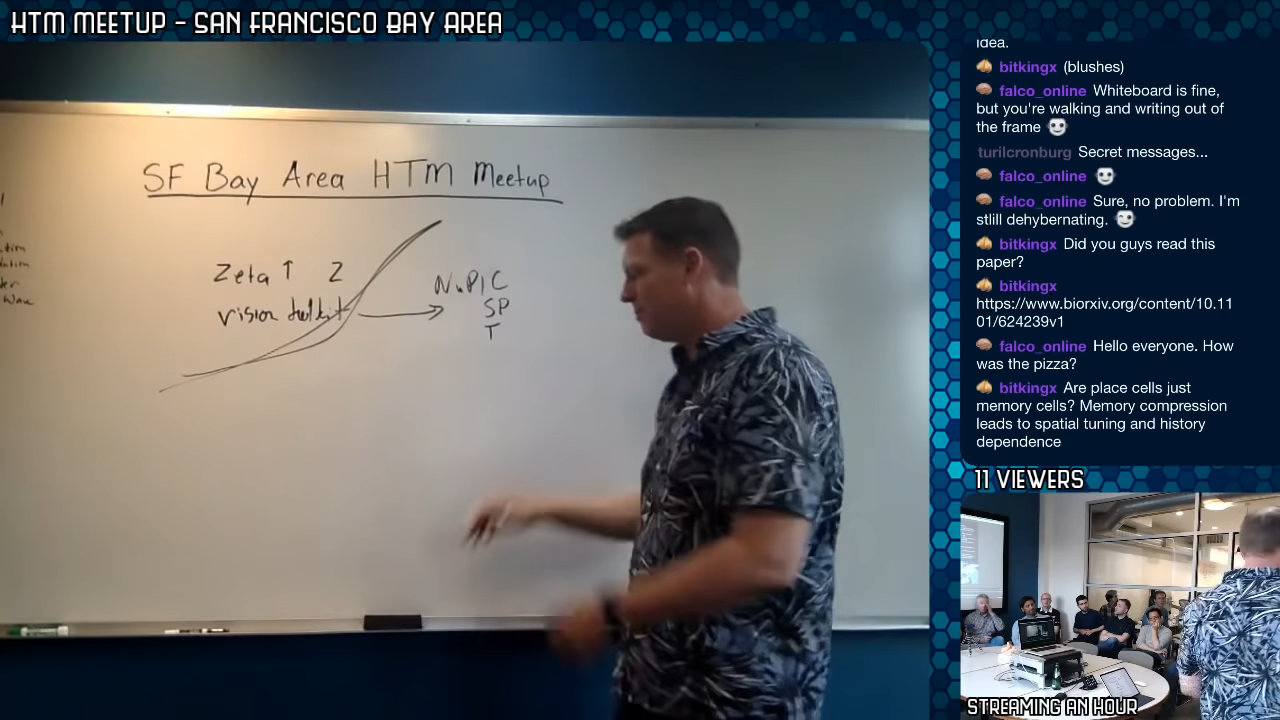 HTM MEETUP - SAN FRANCISCO BAY AREA
SF Bay Area HTM Meetup
Zeta ↑ Z
vision toolkit → NuPIC
SP
T
idea.
bitkingx (blushes)
falco_online Whiteboard is fine,
but you're walking and writing out of
the frame
turilcronburg Secret messages...
falco_online
falco_online Sure, no problem. I'm
stlill dehybernating.
bitkingx Did you guys read this
paper?
bitkingx
https://www.biorxiv.org/content/10.11
01/624239v1
falco_online Hello everyone. How
was the pizza?
bitkingx Are place cells just
memory cells? Memory compression
leads to spatial tuning and history
dependence
11 VIEWERS
STREAMING AN HOUR